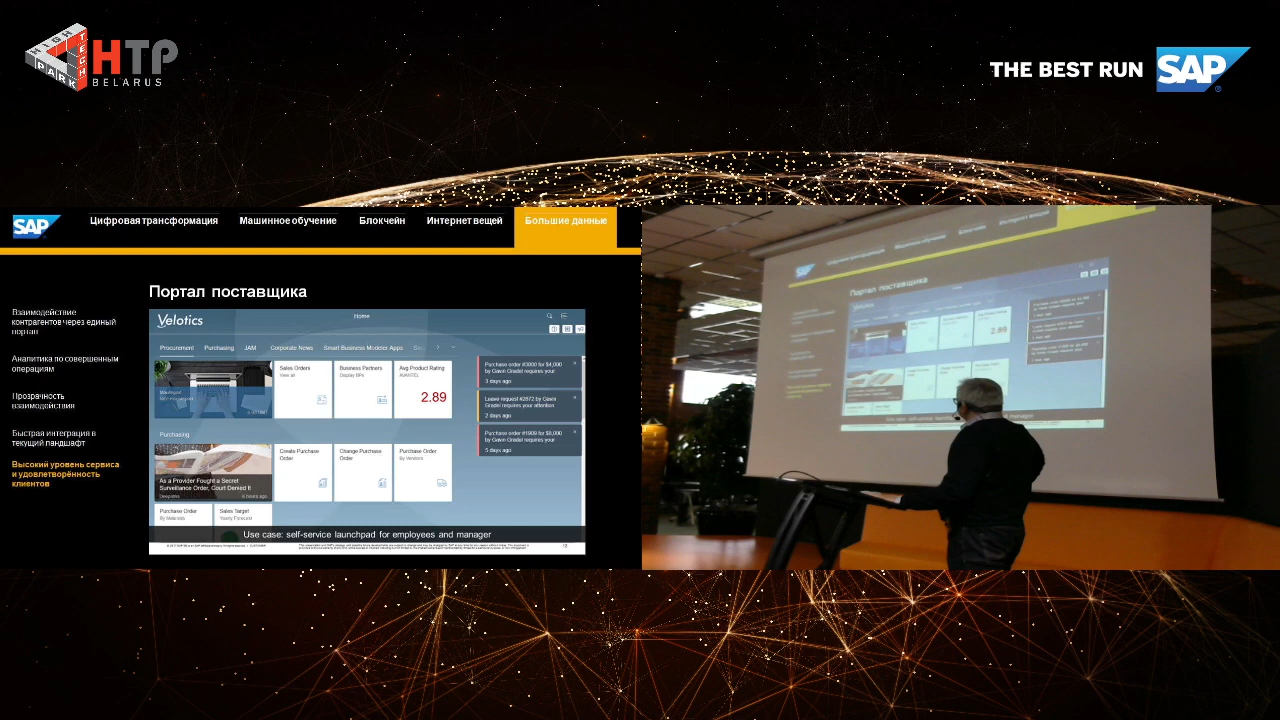 HIGH TECH PARK
HTP
BELARUS
THE BEST RUN SAP
SAP
Цифровая трансформация
Машинное обучение
Блокчейн
Интернет вещей
Большие данные
Портал поставщика
Взаимодействие
контрагентов через единый
портал
Аналитика по совершенным
операциям
Прозрачность
взаимодействия
Быстрая интеграция в
текущий ландшафт
Высокий уровень сервиса
и удовлетворённость
клиентов
Velotics
Home
Procurement
Purchasing
JAM
Corporate News
Smart Business Modeler Apps
Sales Orders
View all
Business Partners
Display BPs
Avg Product Rating
2.89
Purchase order #3000 for $4,000
by Gavin Gradel requires your
3 days ago
Leave request #2872 by Gavin
Gradel requires your attention.
2 days ago
Purchase order #1909 for $8,000
by Gavin Gradel requires your
5 days ago
Purchasing
As a Provider Fought a Secret
Surveillance Order, Court Denied It
6 hours ago
Create Purchase
Order
Change Purchase
Order
Purchase Order
By Vendors
Purchase Order
By Materials
Sales Target
Yearly Forecast
Use case: self-service launchpad for employees and manager
Портал поставщика
2.89